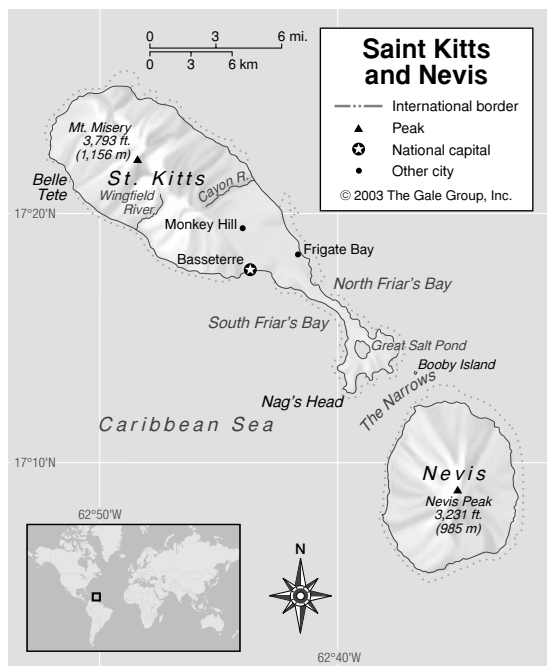 0 3 6 mi.
0 3 6 km
Saint Kitts
and Nevis
International border
Peak
National capital
Other city
© 2003 The Gale Group, Inc.
Mt. Misery
3,793 ft.
(1,156 m)
St. Kitts
Belle
Tete
Wingfield
River
Cayon R.
17°20'N
Monkey Hill
Frigate Bay
Basseterre
North Friar's Bay
South Friar's Bay
Great Salt Pond
Booby Island
Nag's Head
The Narrows
Caribbean Sea
17°10'N
Nevis
Nevis Peak
3,231 ft.
(985 m)
62°50'W
N
62°40'W